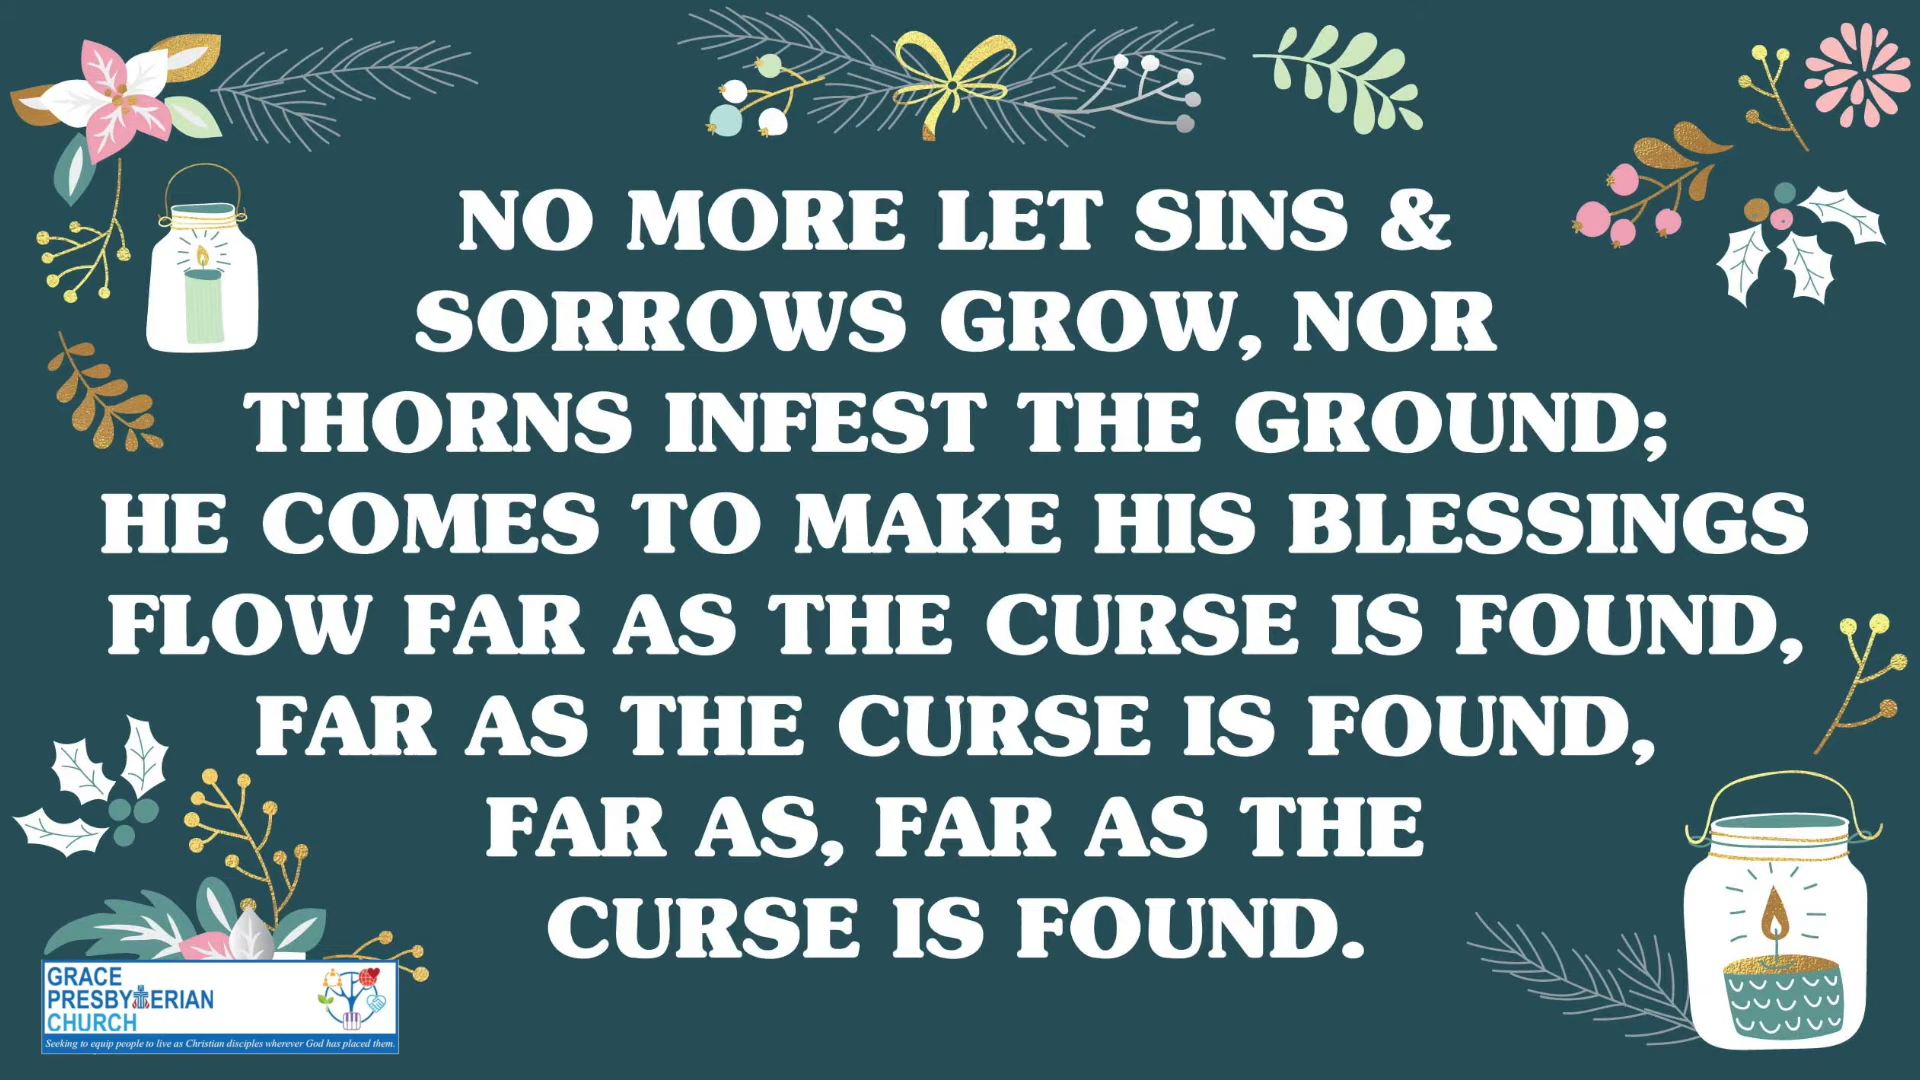 NO MORE LET SINS &
SORROWS GROW, NOR
THORNS INFEST THE GROUND;
HE COMES TO MAKE HIS BLESSINGS
FLOW FAR AS THE CURSE IS FOUND,
FAR AS THE CURSE IS FOUND,
FAR AS, FAR AS THE
CURSE IS FOUND.
GRACE
PRESBYTERIAN
CHURCH
Seeking to equip people to live as Christian disciples wherever God has placed them.